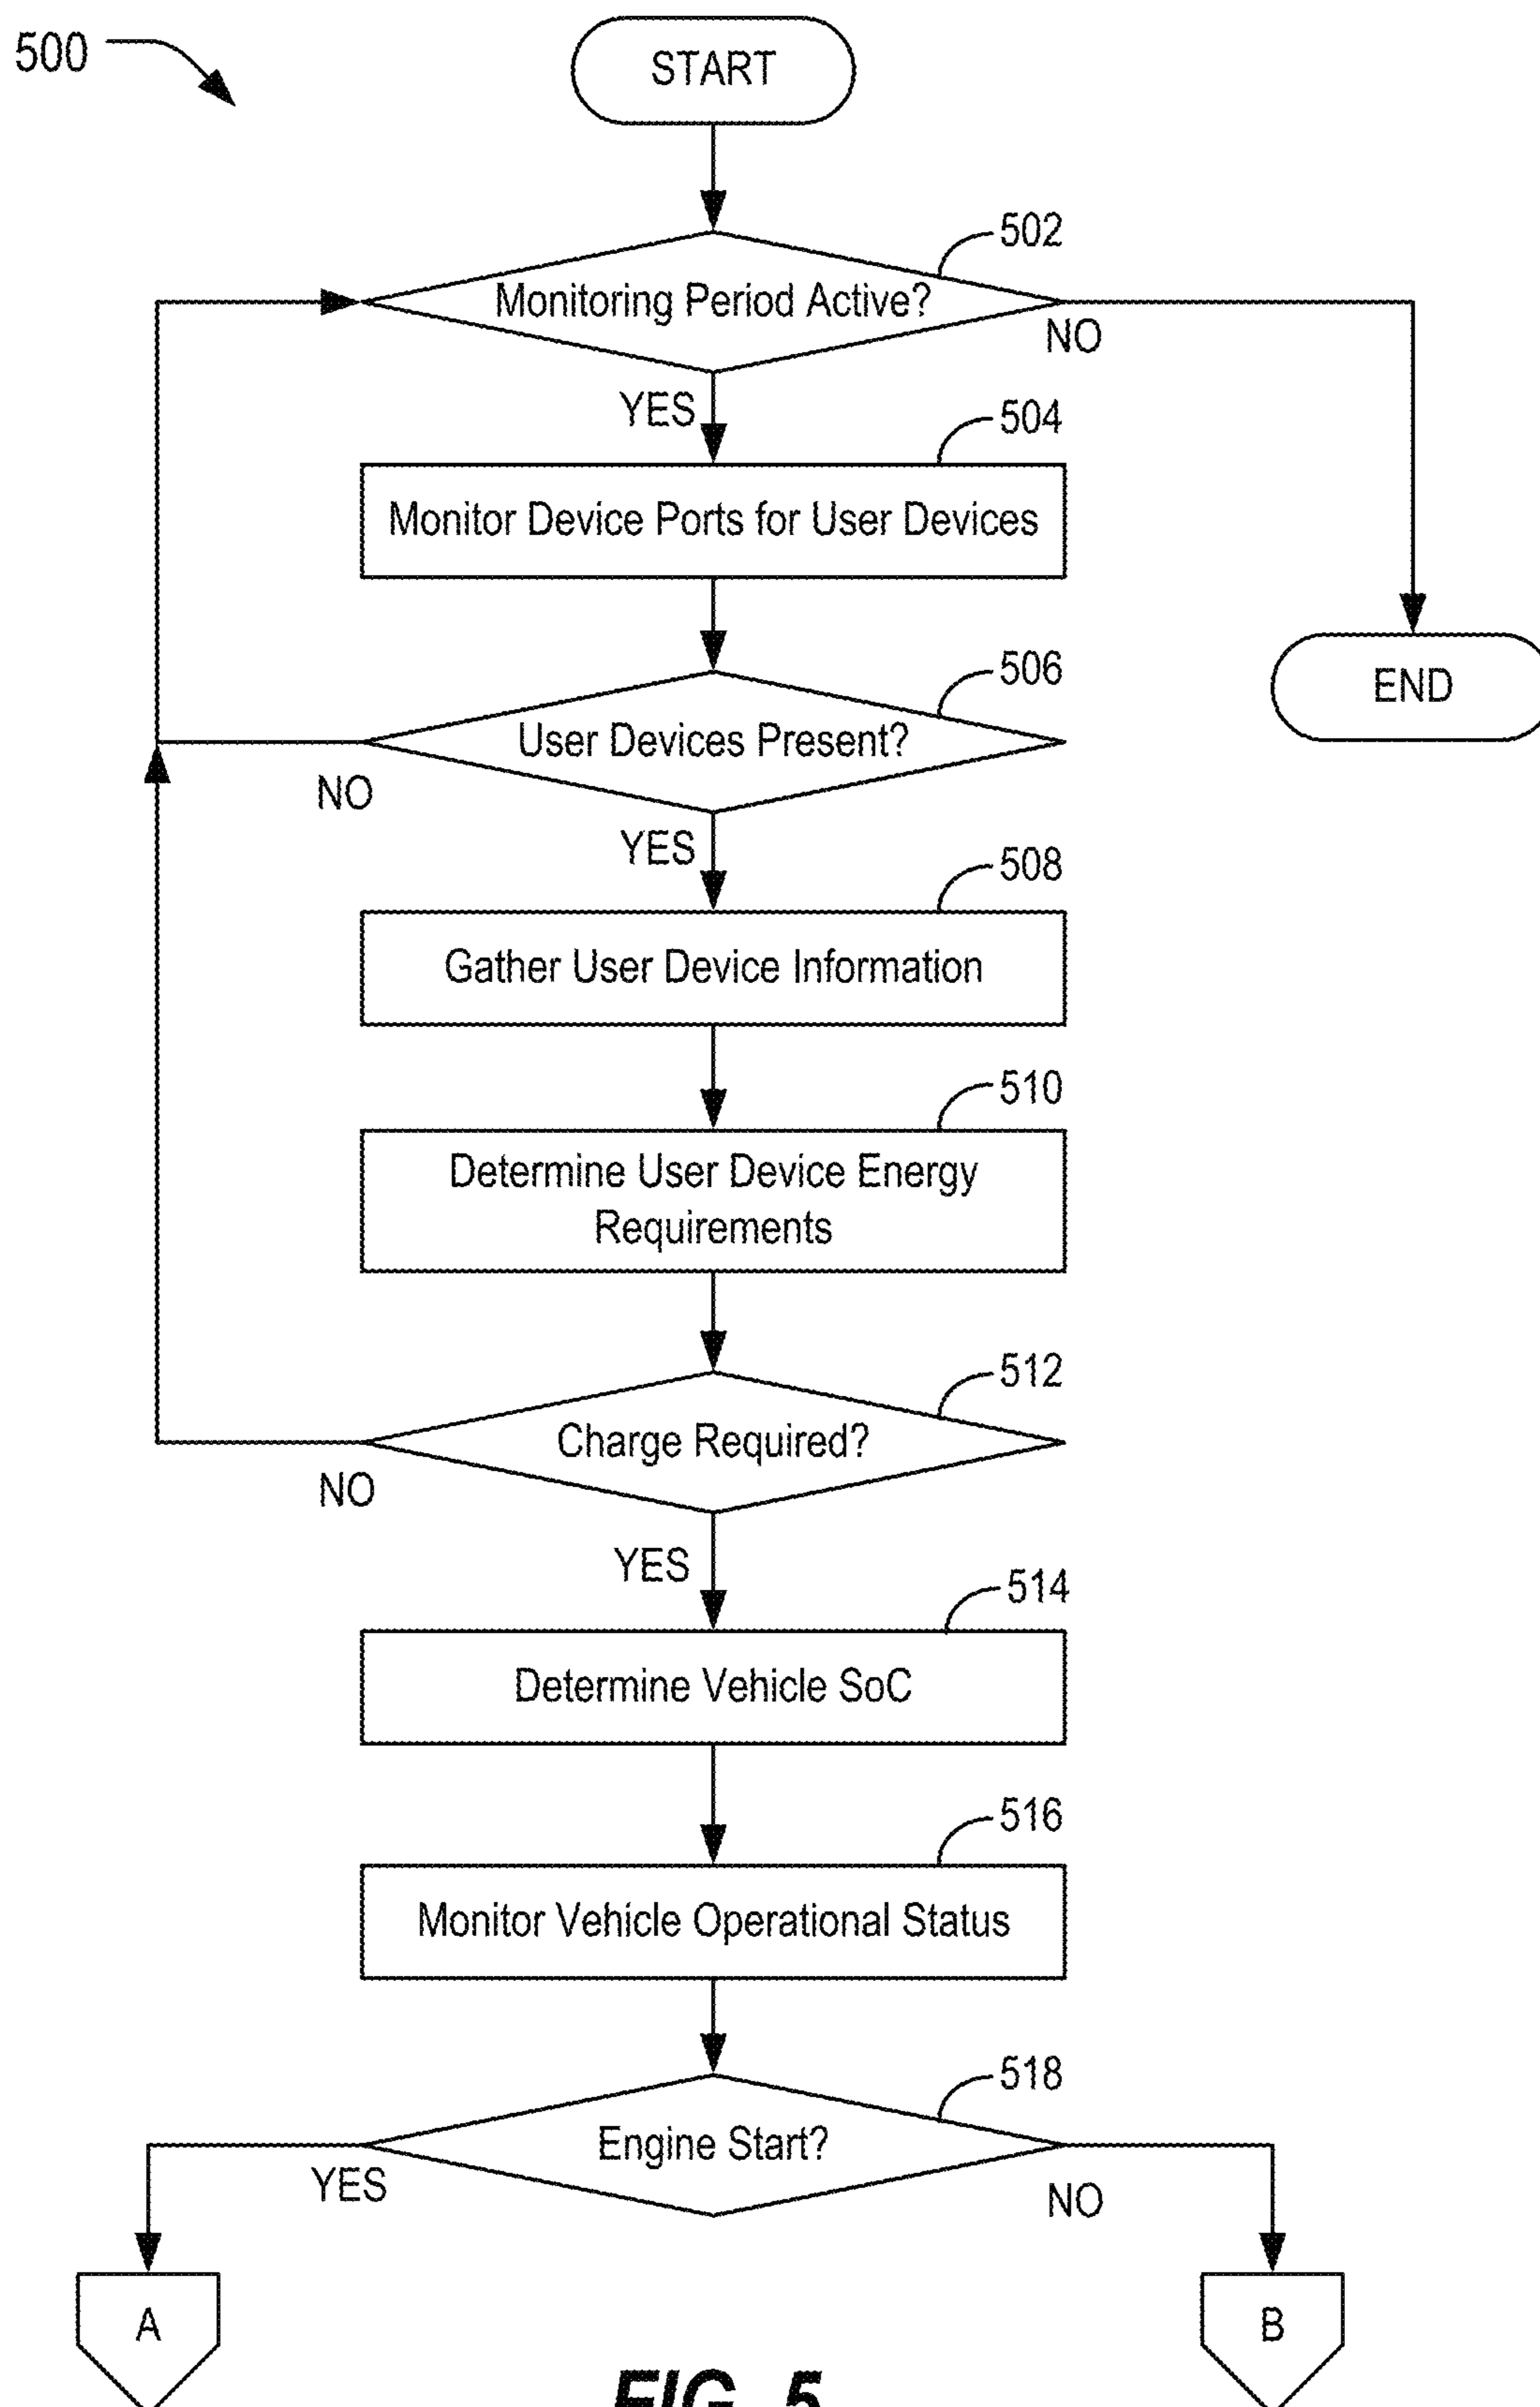 500
START
502
Monitoring Period Active?
NO
YES
504
Monitor Device Ports for User Devices
506
END
User Devices Present?
NO
YES
508
Gather User Device Information
510
Determine User Device Energy
Requirements
512
Charge Required?
NO
YES
514
Determine Vehicle SoC
516
Monitor Vehicle Operational Status
518
Engine Start?
YES
NO
A
B
FIG. 5